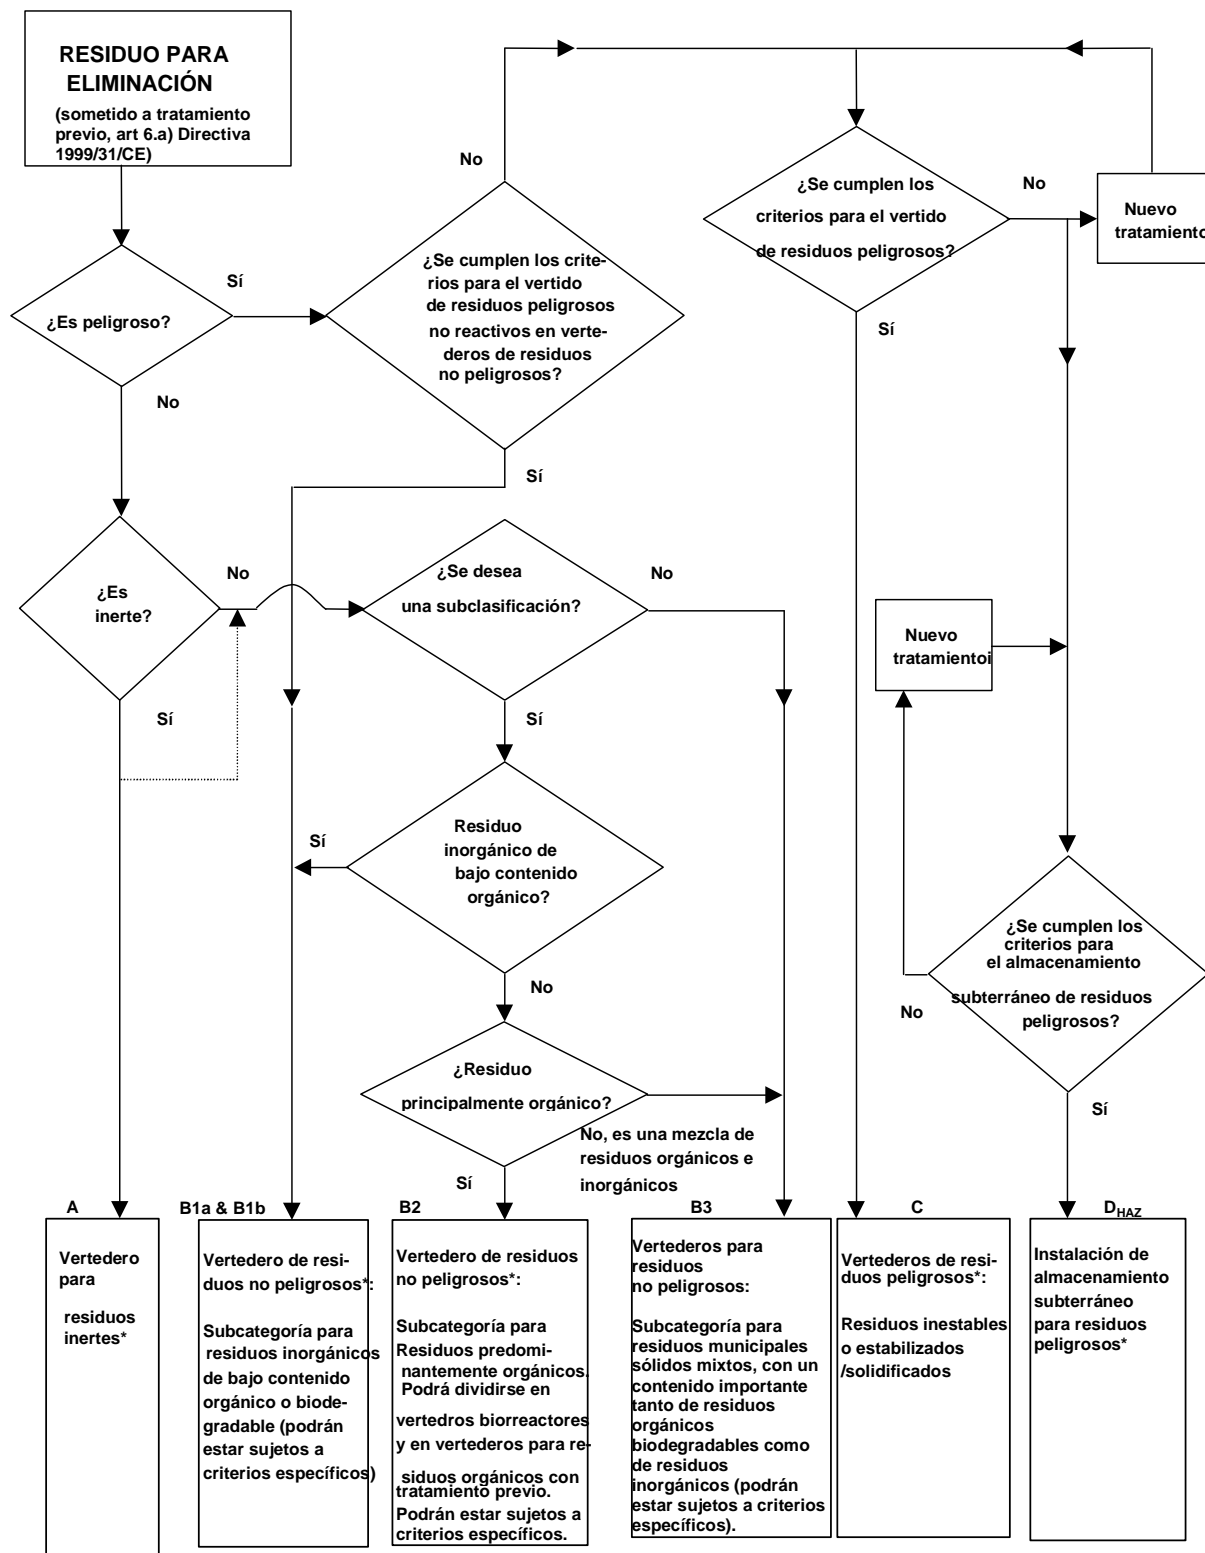 RESIDUO PARA
ELIMINACIÓN
(sometido a tratamiento
previo, art 6.a) Directiva
1999/31/CE)
¿Es peligroso?
Sí
No
¿Se cumplen los crite-
rios para el vertido
de residuos peligrosos
no reactivos en verte-
deros de residuos
no peligrosos?
No
Sí
¿Se cumplen los
criterios para el vertido
de residuos peligrosos?
No
Sí
Nuevo
tratamiento
¿Es
inerte?
No
Sí
¿Se desea
una subclasificación?
No
Sí
Nuevo
tratamientoi
Residuo
inorgánico de
bajo contenido
orgánico?
Sí
No
¿Se cumplen los
criterios para
el almacenamiento
subterráneo de residuos
peligrosos?
No
Sí
¿Residuo
principalmente orgánico?
No, es una mezcla de
residuos orgánicos e
inorgánicos
Sí
A
Vertedero
para
residuos
inertes*
B1a & B1b
Vertedero de resi-
duos no peligrosos*:
Subcategoría para
residuos inorgánicos
de bajo contenido
orgánico o biode-
gradable (podrán
estar sujetos a
criterios específicos)
B2
Vertedero de residuos
no peligrosos*:
Subcategoría para
Residuos predomi-
nantemente orgánicos.
Podrá dividirse en
vertedros biorreactores
y en vertederos para re-
siduos orgánicos con
tratamiento previo.
Podrán estar sujetos a
criterios específicos.
B3
Vertederos para
residuos
no peligrosos:
Subcategoría para
residuos municipales
sólidos mixtos, con un
contenido importante
tanto de residuos
orgánicos
biodegradables como
de residuos
inorgánicos (podrán
estar sujetos a criterios
específicos).
C
Vertederos de resi-
duos peligrosos*:
Residuos inestables
o estabilizados
/solidificados
DHAZ
Instalación de
almacenamiento
subterráneo
para residuos
peligrosos*